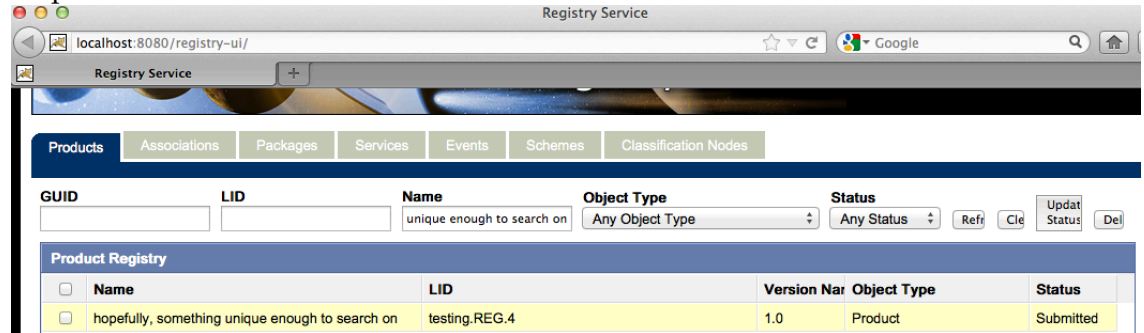 Registry Service
localhost:8080/registry-ui/
Google
Registry Service
Products Associations Packages Services Events Schemes Classification Nodes
GUID LID Name Object Type Status
unique enough to search on Any Object Type Any Status Refr Cle Updat Status Del
Product Registry
Name LID Version Nar Object Type Status
hopefully, something unique enough to search on testing.REG.4 1.0 Product Submitted